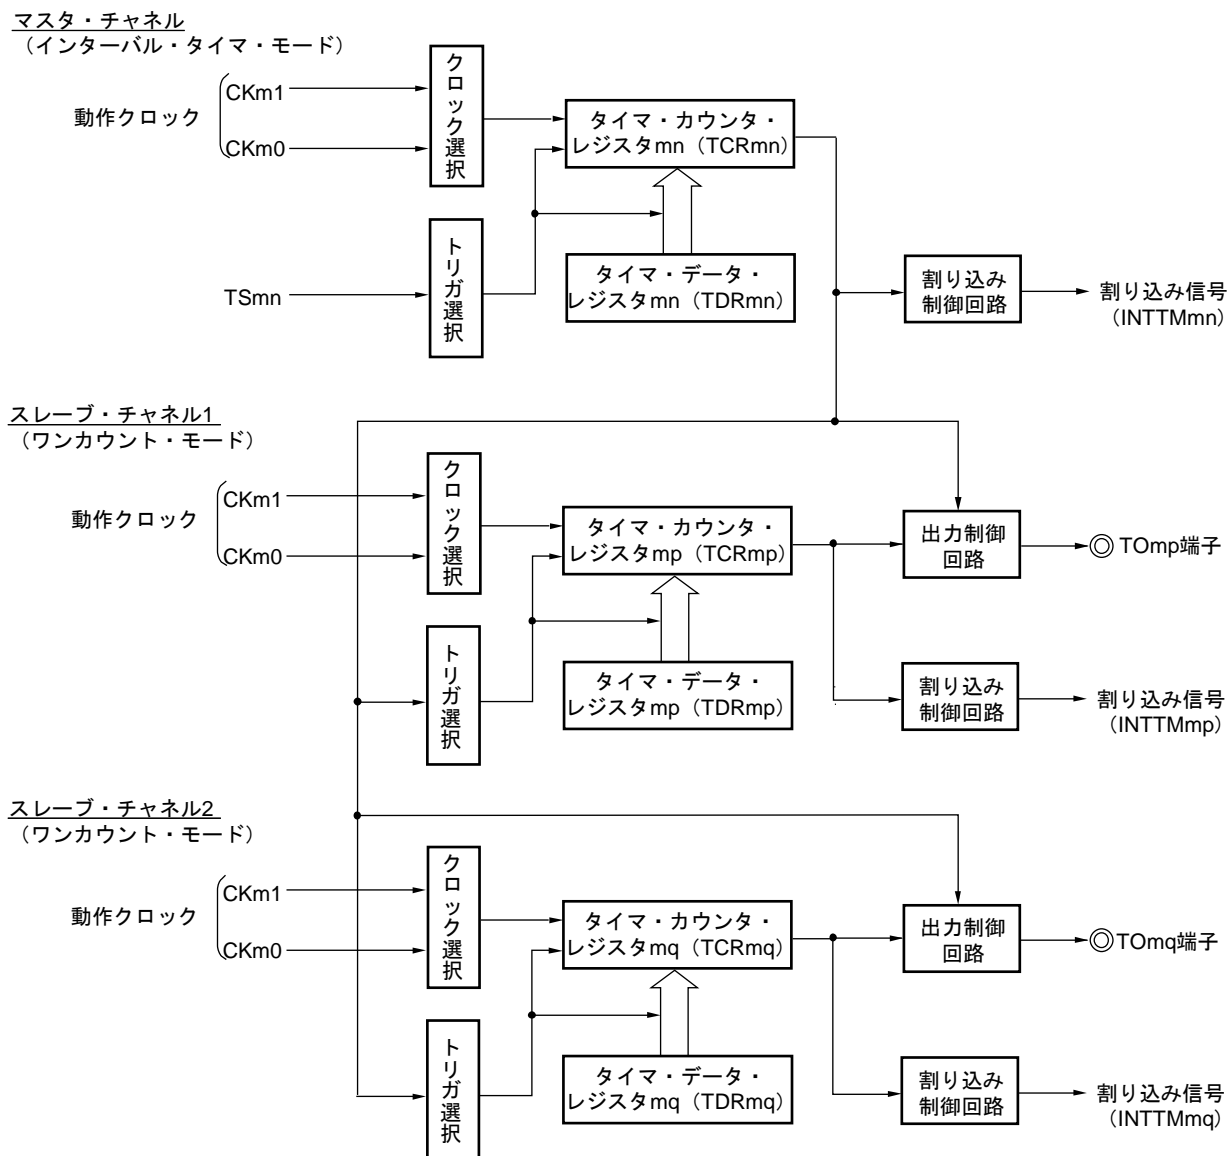 マスタ・チャネル
（インターバル・タイマ・モード）
動作クロック
CKm1
CKm0
クロック選択
タイマ・カウンタ・
レジスタmn（TCRmn）
TSmn
トリガ選択
タイマ・データ・
レジスタmn（TDRmn）
割り込み
制御回路
割り込み信号
（INTTMmn）
スレーブ・チャネル1
（ワンカウント・モード）
動作クロック
CKm1
CKm0
クロック選択
タイマ・カウンタ・
レジスタmp（TCRmp）
出力制御
回路
TOmp端子
トリガ選択
タイマ・データ・
レジスタmp（TDRmp）
割り込み
制御回路
割り込み信号
（INTTMmp）
スレーブ・チャネル2
（ワンカウント・モード）
動作クロック
CKm1
CKm0
クロック選択
タイマ・カウンタ・
レジスタmq（TCRmq）
出力制御
回路
TOmq端子
トリガ選択
タイマ・データ・
レジスタmq（TDRmq）
割り込み
制御回路
割り込み信号
（INTTMmq）